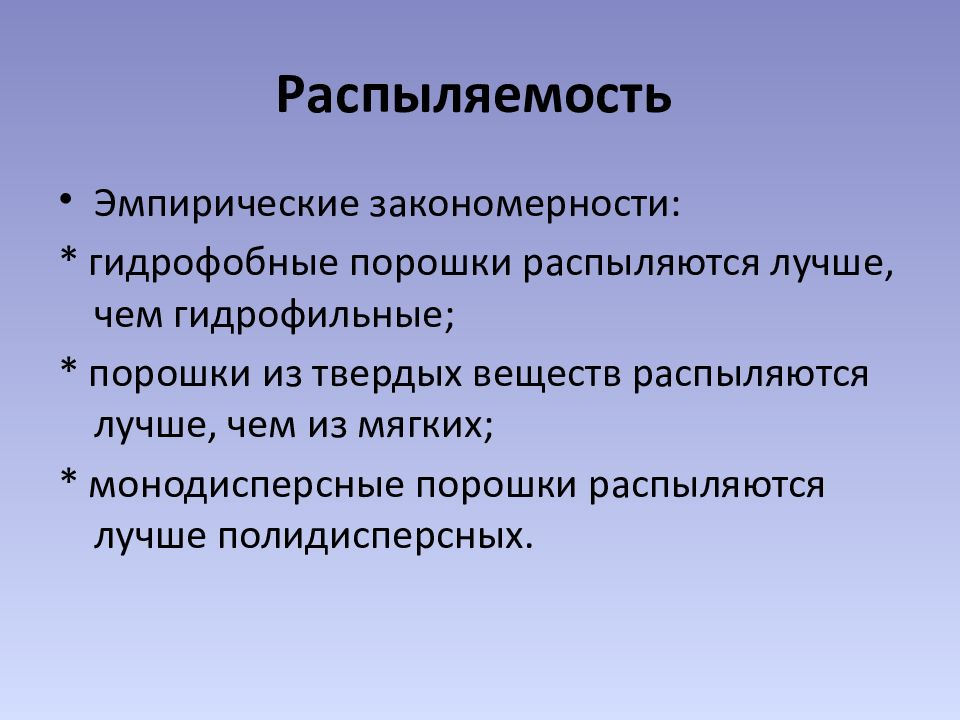 Распыляемость
• Эмпирические закономерности:
* гидрофобные порошки распыляются лучше,
чем гидрофильные;
* порошки из твердых веществ распыляются
лучше, чем из мягких;
* монодисперсные порошки распыляются
лучше полидисперсных.